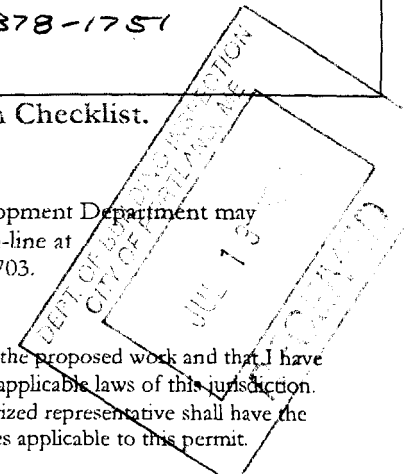 878-1751
Checklist.
opment Department may
-line at
703.
the proposed work and that I have
applicable laws of this jurisdiction.
rized representative shall have the
es applicable to this permit.
DEPT. OF BUILDING INSPECTION
CITY OF PORTLAND, ME
JUL 13
RECEIVED